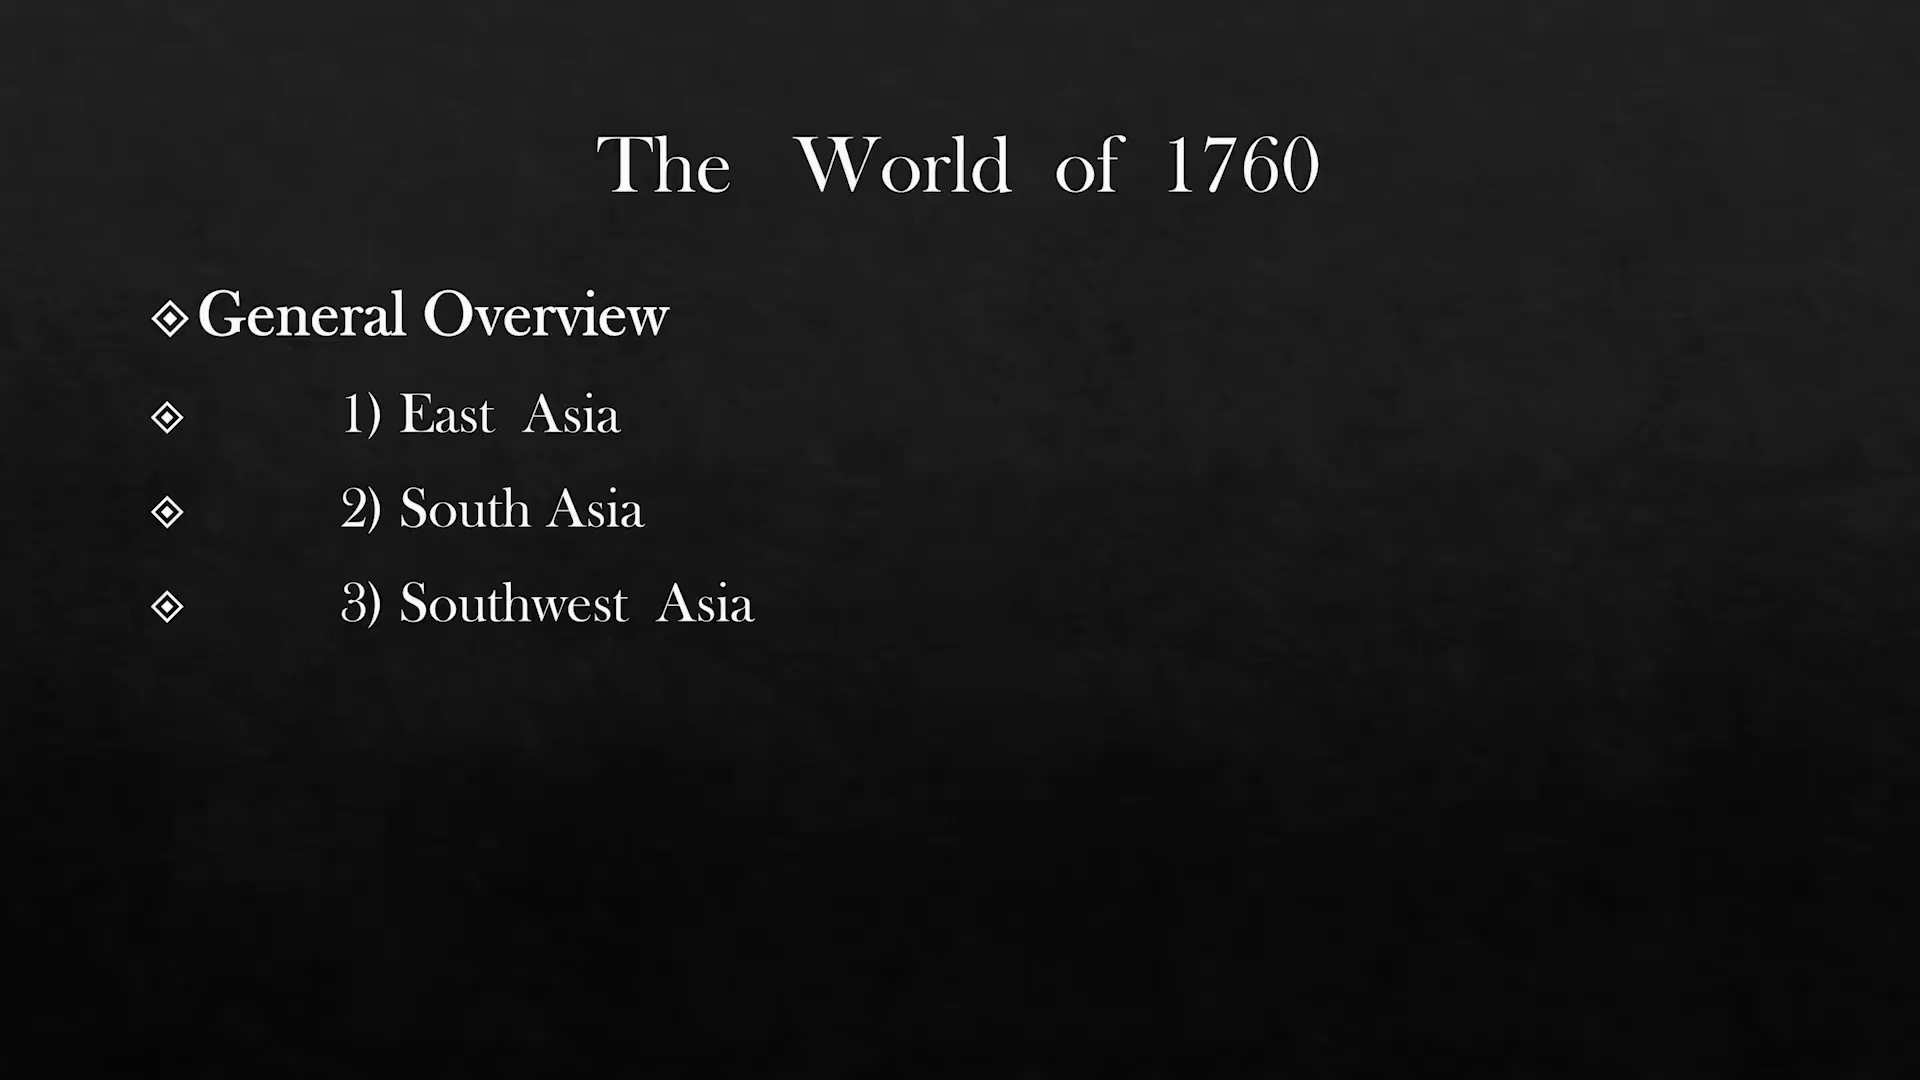 The World of 1760
General Overview
1) East Asia
2) South Asia
3) Southwest Asia